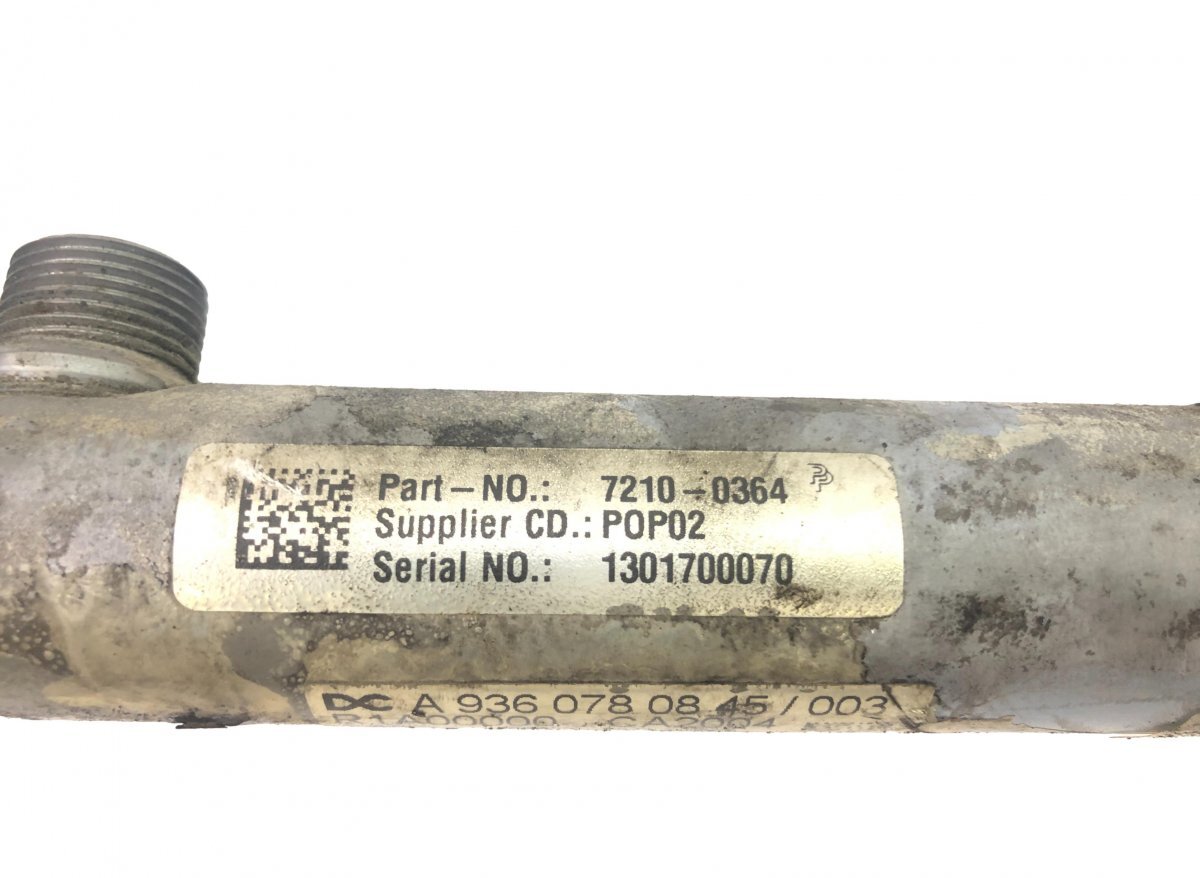 Part-NO.: 7210-0364
Supplier CD.: POP02
Serial NO.: 1301700070
DC A 936 078 08 45 / 003